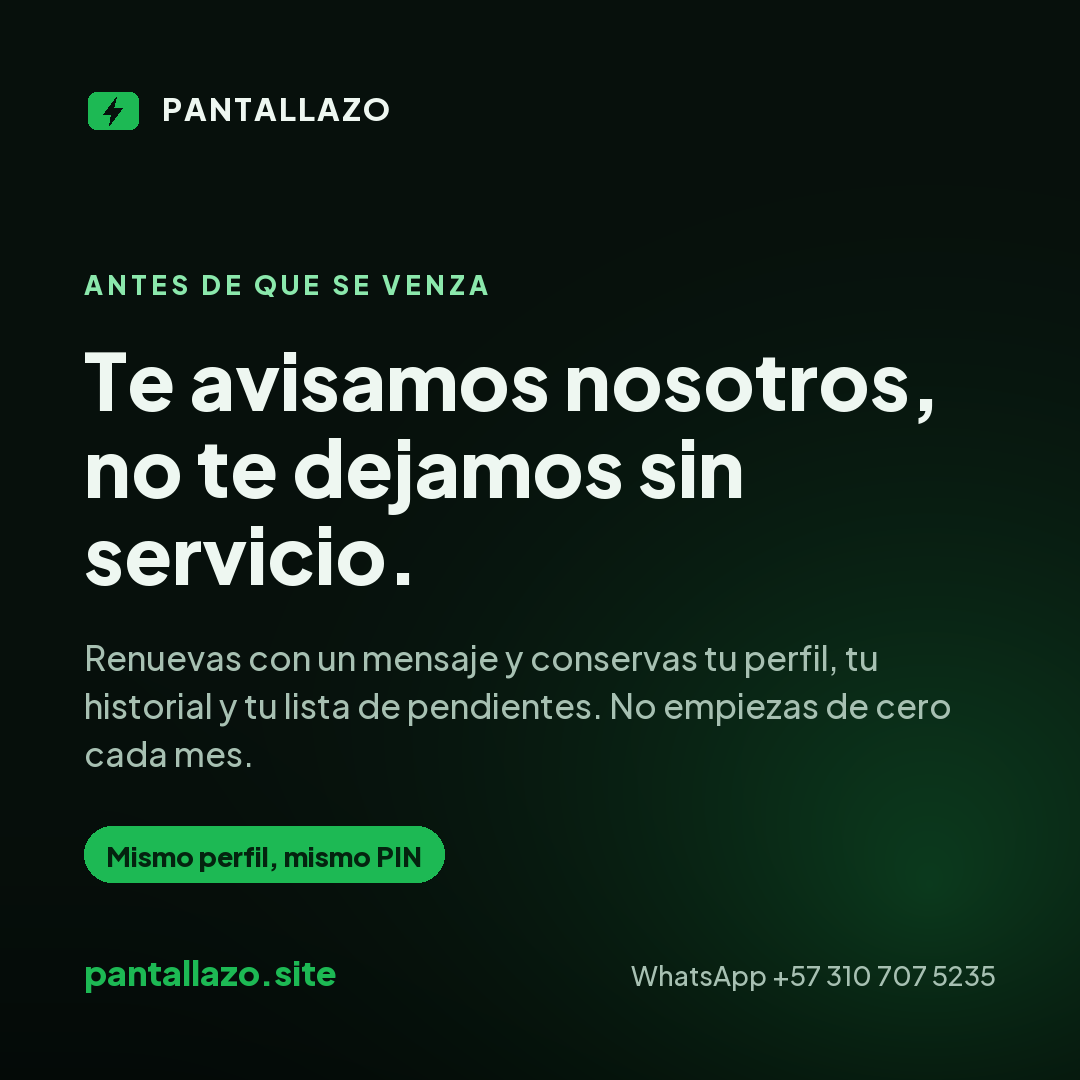 PANTALLAZO
ANTES DE QUE SE VENZA
Te avisamos nosotros,
no te dejamos sin
servicio.
Renuevas con un mensaje y conservas tu perfil, tu
historial y tu lista de pendientes. No empiezas de cero
cada mes.
Mismo perfil, mismo PIN
pantallazo.site
WhatsApp +57 310 707 5235